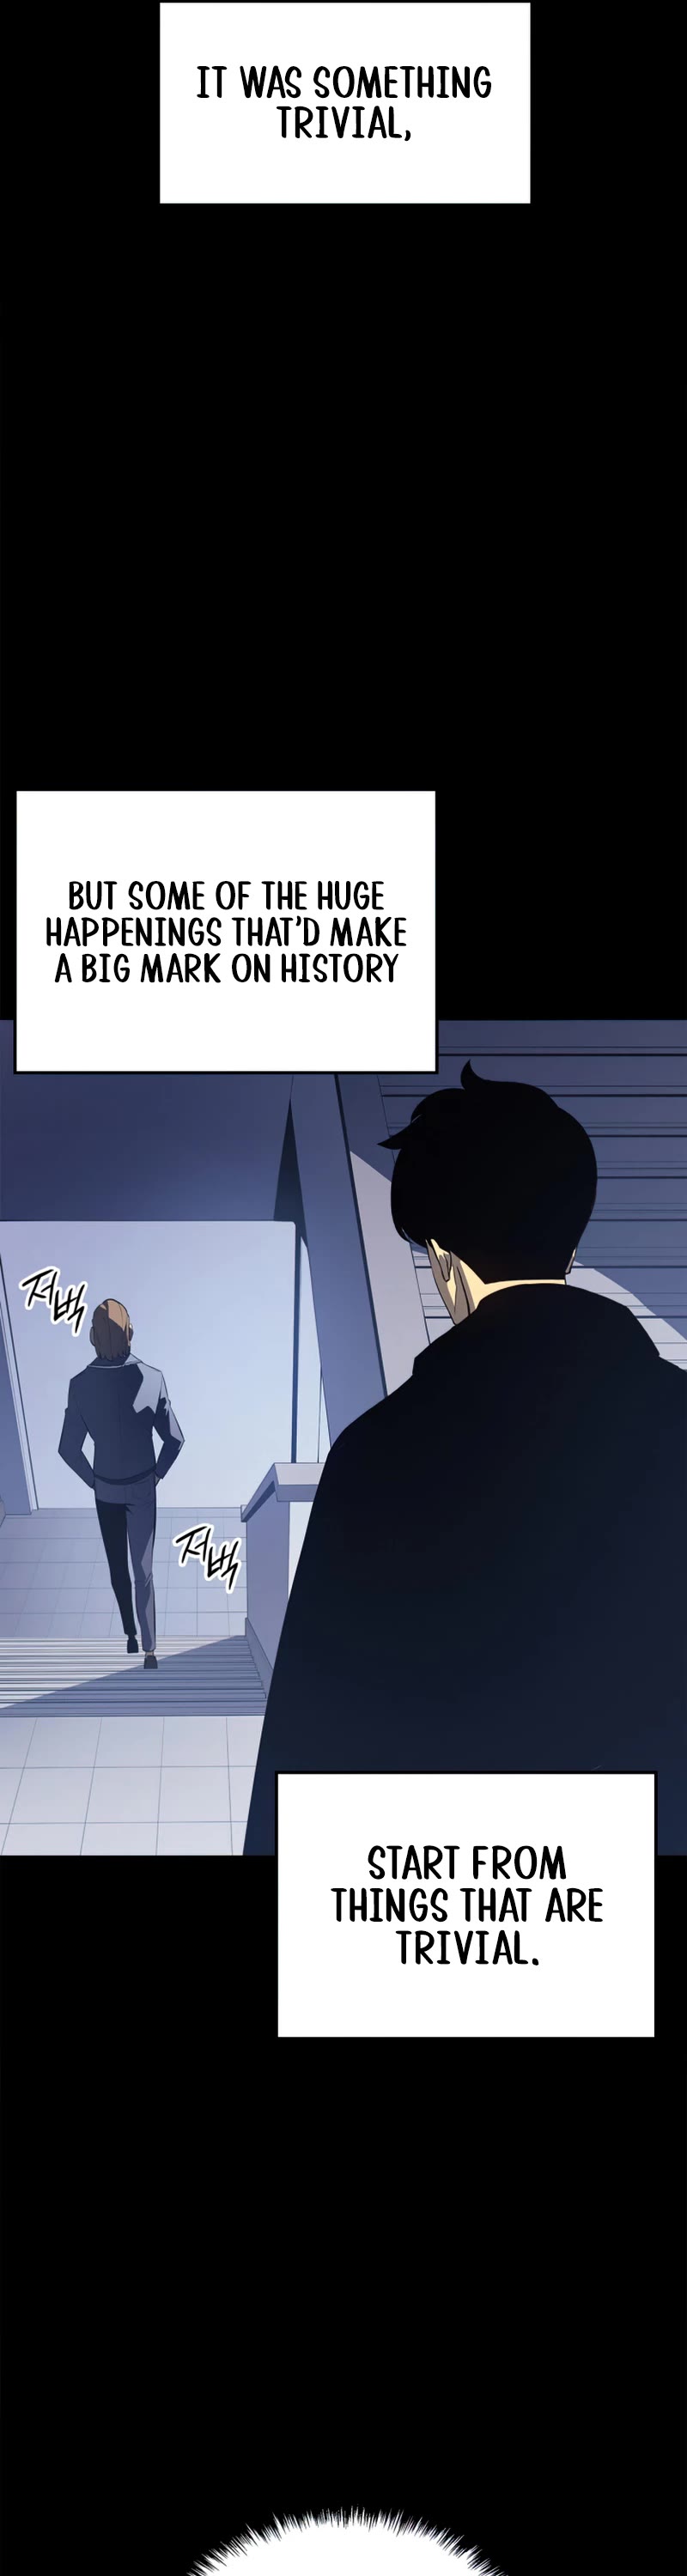 IT WAS SOMETHING
TRIVIAL,
BUT SOME OF THE HUGE
HAPPENINGS THAT'D MAKE
A BIG MARK ON HISTORY
저벅
저벅
START FROM
THINGS THAT ARE
TRIVIAL.